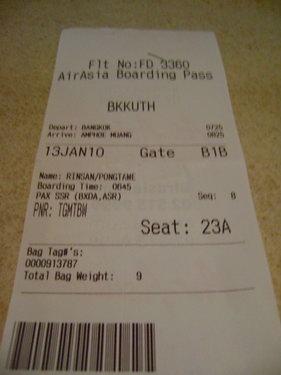 Flt No:FD 3360
AirAsia Boarding Pass
BKKUTH
Depart: BANGKOK 0725
Arrive: AMPHOE MUANG 0825
13JAN10 Gate B1B
Name: RINSAN/PONGTAWE
Boarding Time: 0645
PAX SSR (BXDA,ASR) Seq: 8
PNR: TGMTBW
Seat: 23A
Bag Tag#'s:
0000913787
Total Bag Weight: 9